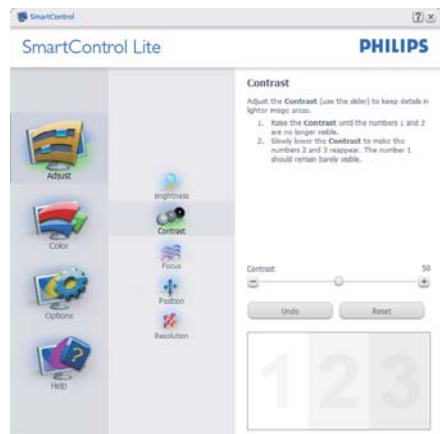 SmartControl
SmartControl Lite
PHILIPS
Adjust
Color
Options
Help
Brightness
Contrast
Focus
Position
Resolution
Contrast
Adjust the Contrast (use the slider) to keep details in
lighter image areas.
1. Raise the Contrast until the numbers 1 and 2
are no longer visible.
2. Slowly lower the Contrast to make the
numbers 2 and 3 reappear. The number 1
should remain barely visible.
Contrast: 50
Undo
Reset
1 2 3